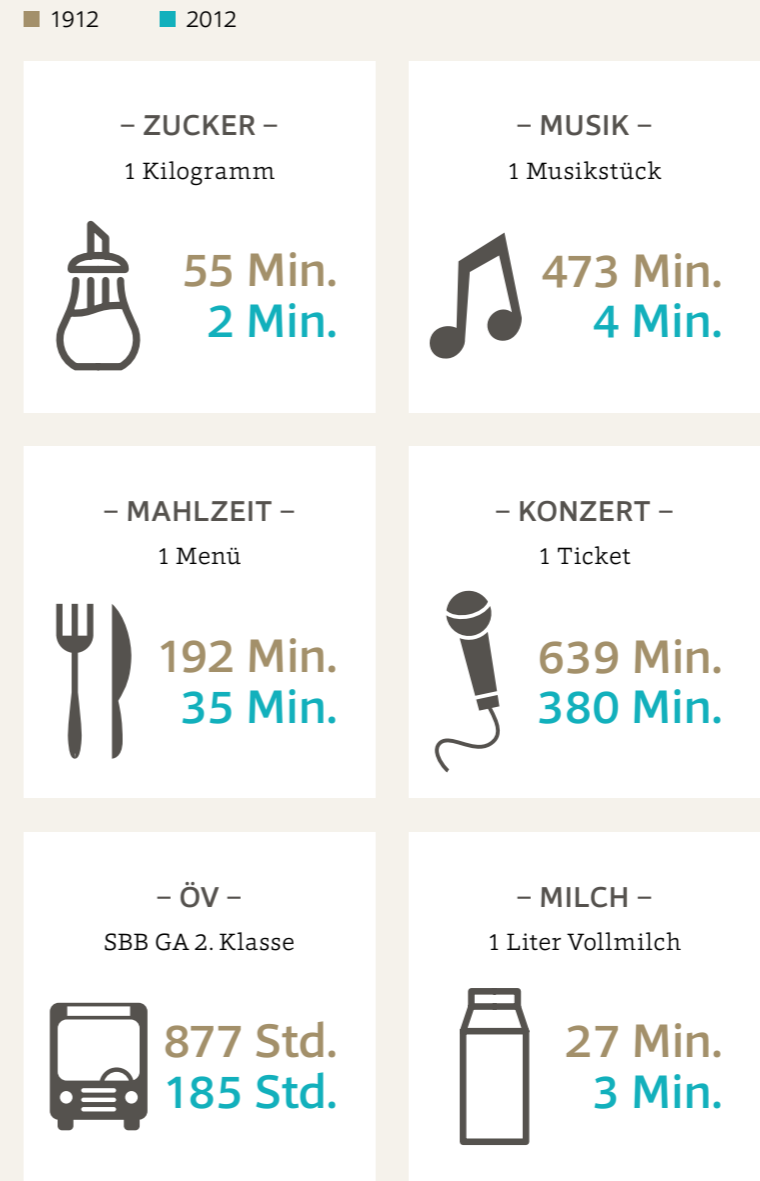 1912 2012
– ZUCKER –
1 Kilogramm
55 Min.
2 Min.
– MUSIK –
1 Musikstück
473 Min.
4 Min.
– MAHLZEIT –
1 Menü
192 Min.
35 Min.
– KONZERT –
1 Ticket
639 Min.
380 Min.
– ÖV –
SBB GA 2. Klasse
877 Std.
185 Std.
– MILCH –
1 Liter Vollmilch
27 Min.
3 Min.